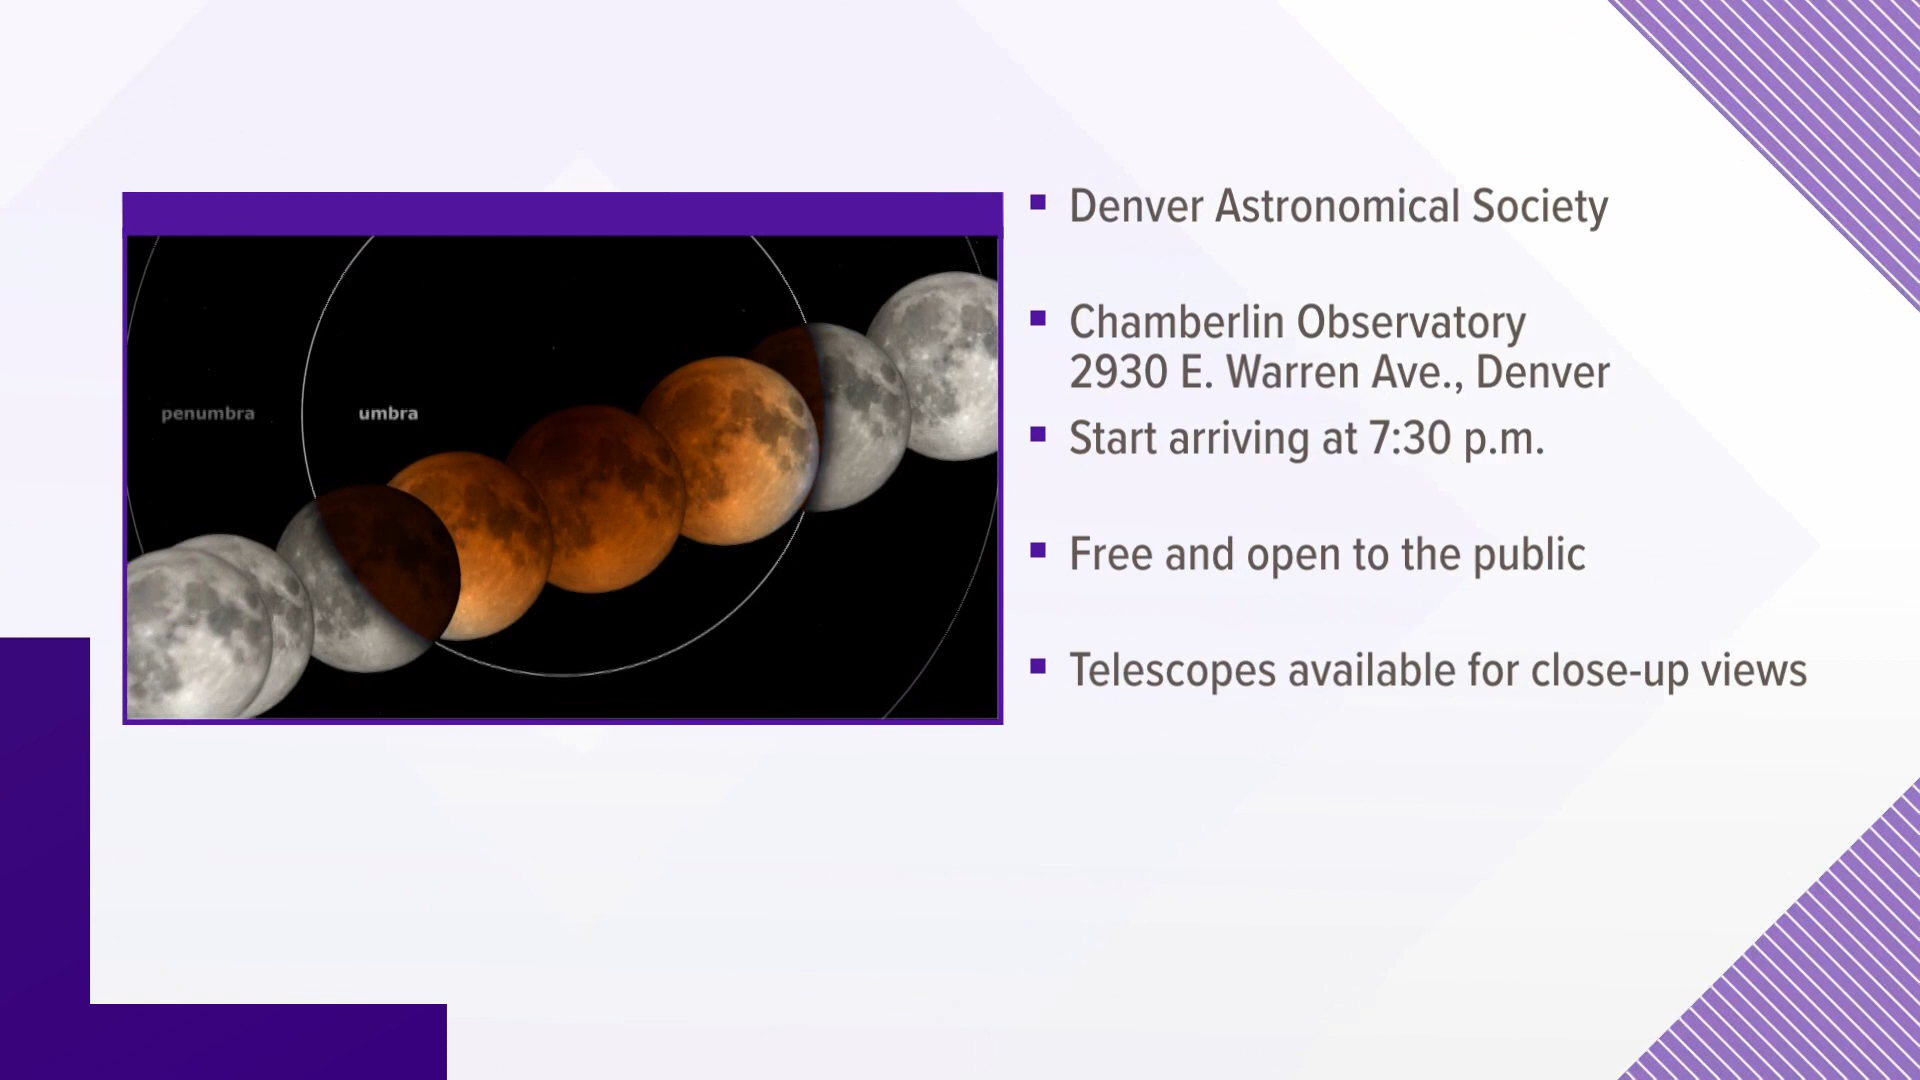 penumbra
umbra
Denver Astronomical Society
Chamberlin Observatory
2930 E. Warren Ave., Denver
Start arriving at 7:30 p.m.
Free and open to the public
Telescopes available for close-up views